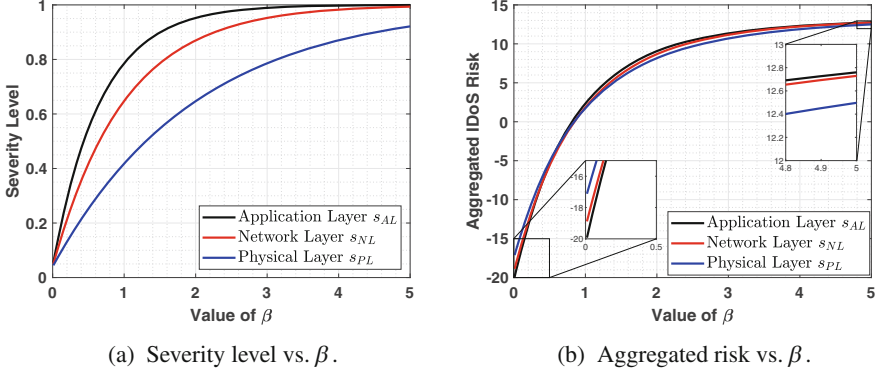 1
0.8
0.6
0.4
0.2
0
0 1 2 3 4 5
Severity Level
Value of β
Application Layer s_AL
Network Layer s_NL
Physical Layer s_PL
(a) Severity level vs. β.
15
10
5
0
-5
-10
-15
-20
0 1 2 3 4 5
Aggregated IDoS Risk
Value of β
13
12.8
12.6
12.4
12.2
12
4.8 4.9 5
-16
-18
-20
0 0.5
Application Layer s_AL
Network Layer s_NL
Physical Layer s_PL
(b) Aggregated risk vs. β.